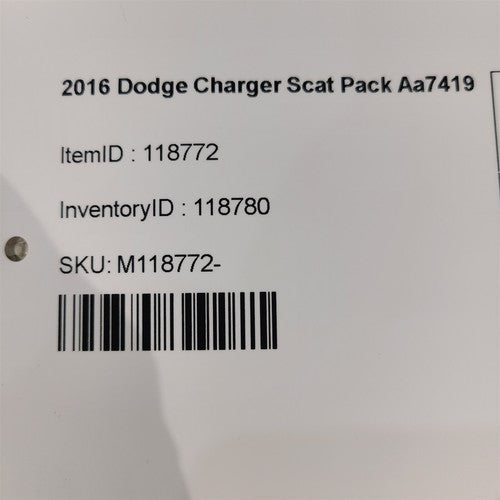 2016 Dodge Charger Scat Pack Aa7419
ItemID : 118772
InventoryID : 118780
SKU: M118772-